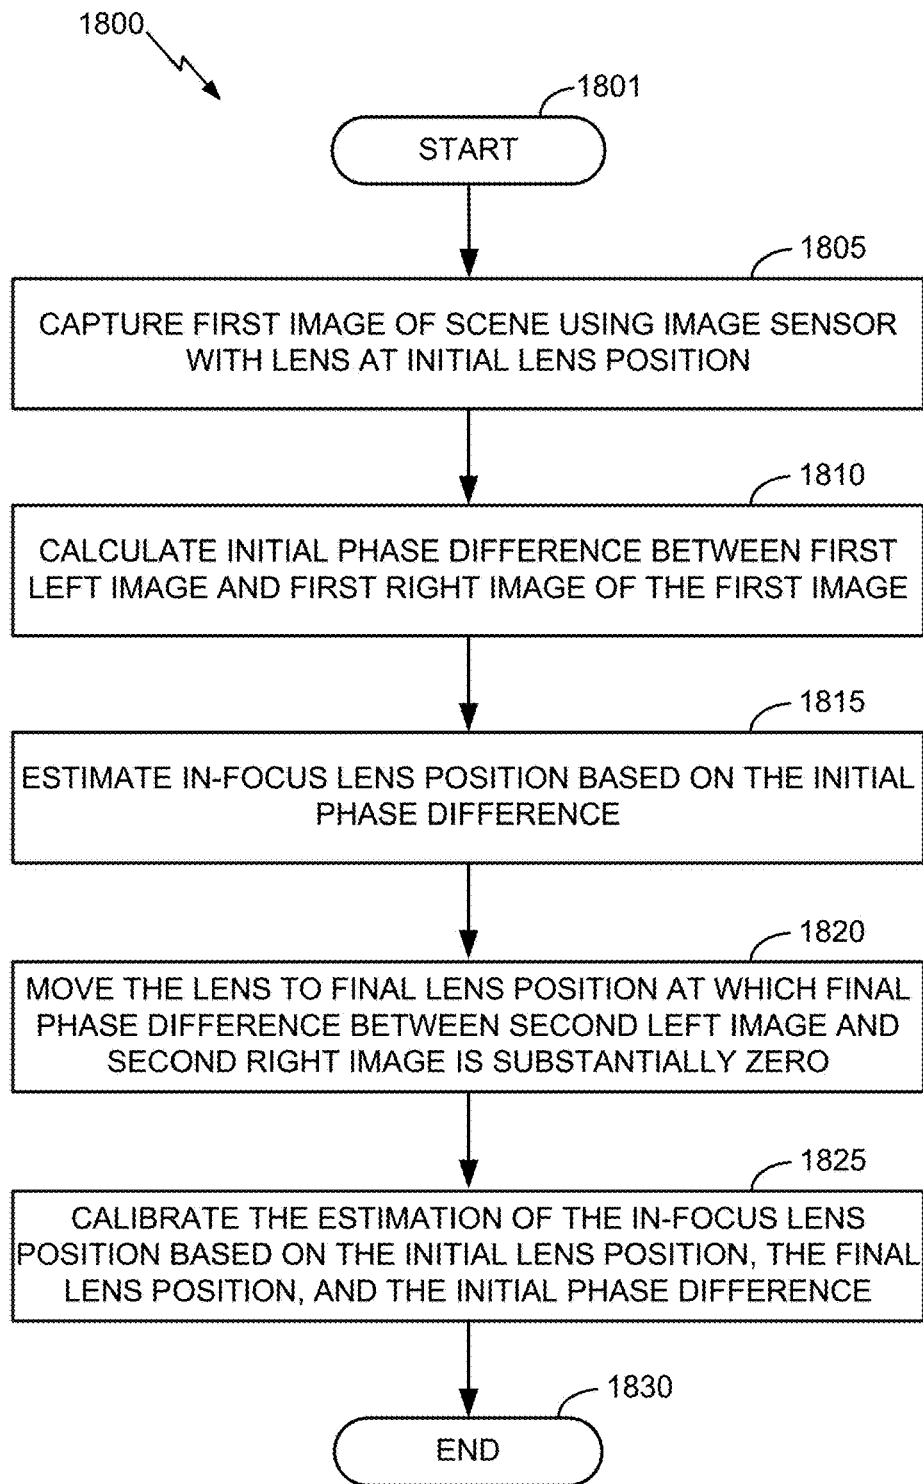 1800
1801
START
1805
CAPTURE FIRST IMAGE OF SCENE USING IMAGE SENSOR
WITH LENS AT INITIAL LENS POSITION
1810
CALCULATE INITIAL PHASE DIFFERENCE BETWEEN FIRST
LEFT IMAGE AND FIRST RIGHT IMAGE OF THE FIRST IMAGE
1815
ESTIMATE IN-FOCUS LENS POSITION BASED ON THE INITIAL
PHASE DIFFERENCE
1820
MOVE THE LENS TO FINAL LENS POSITION AT WHICH FINAL
PHASE DIFFERENCE BETWEEN SECOND LEFT IMAGE AND
SECOND RIGHT IMAGE IS SUBSTANTIALLY ZERO
1825
CALIBRATE THE ESTIMATION OF THE IN-FOCUS LENS
POSITION BASED ON THE INITIAL LENS POSITION, THE FINAL
LENS POSITION, AND THE INITIAL PHASE DIFFERENCE
1830
END